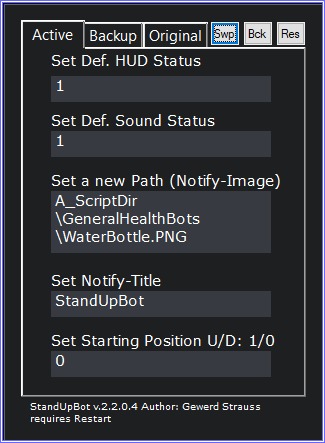 Active Backup Original Swp Bck Res
Set Def. HUD Status
1
Set Def. Sound Status
1
Set a new Path (Notify-Image)
A_ScriptDir
\GeneralHealthBots
\WaterBottle.PNG
Set Notify-Title
StandUpBot
Set Starting Position U/D: 1/0
0
StandUpBot v.2.2.0.4 Author: Gewerd Strauss
requires Restart